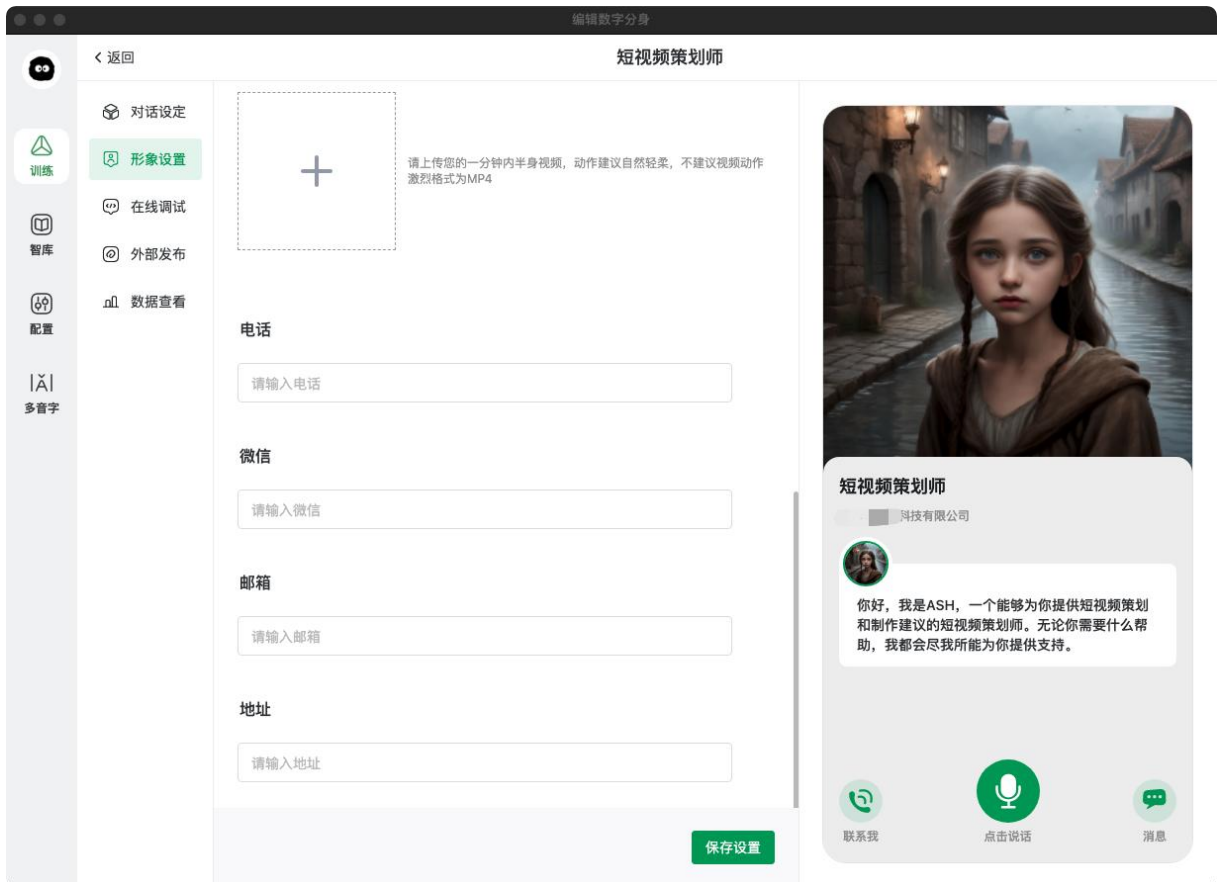 编辑数字分身
返回
短视频策划师
训练
智库
配置
|Ǎ|
多音字
对话设定
形象设置
在线调试
外部发布
数据查看
请上传您的一分钟内半身视频，动作建议自然轻柔，不建议视频动作
激烈格式为MP4
电话
请输入电话
微信
请输入微信
邮箱
请输入邮箱
地址
请输入地址
保存设置
短视频策划师
科技有限公司
你好，我是ASH，一个能够为你提供短视频策划
和制作建议的短视频策划师。无论你需要什么帮
助，我都会尽我所能为你提供支持。
联系我
点击说话
消息